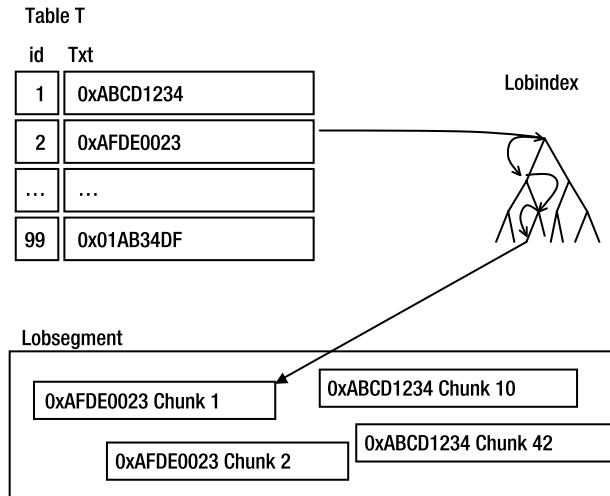 Table T
id Txt
Lobindex
1 0xABCD1234
2 0xAFDE0023
... ...
99 0x01AB34DF
Lobsegment
0xAFDE0023 Chunk 1
0xABCD1234 Chunk 10
0xABCD1234 Chunk 42
0xAFDE0023 Chunk 2